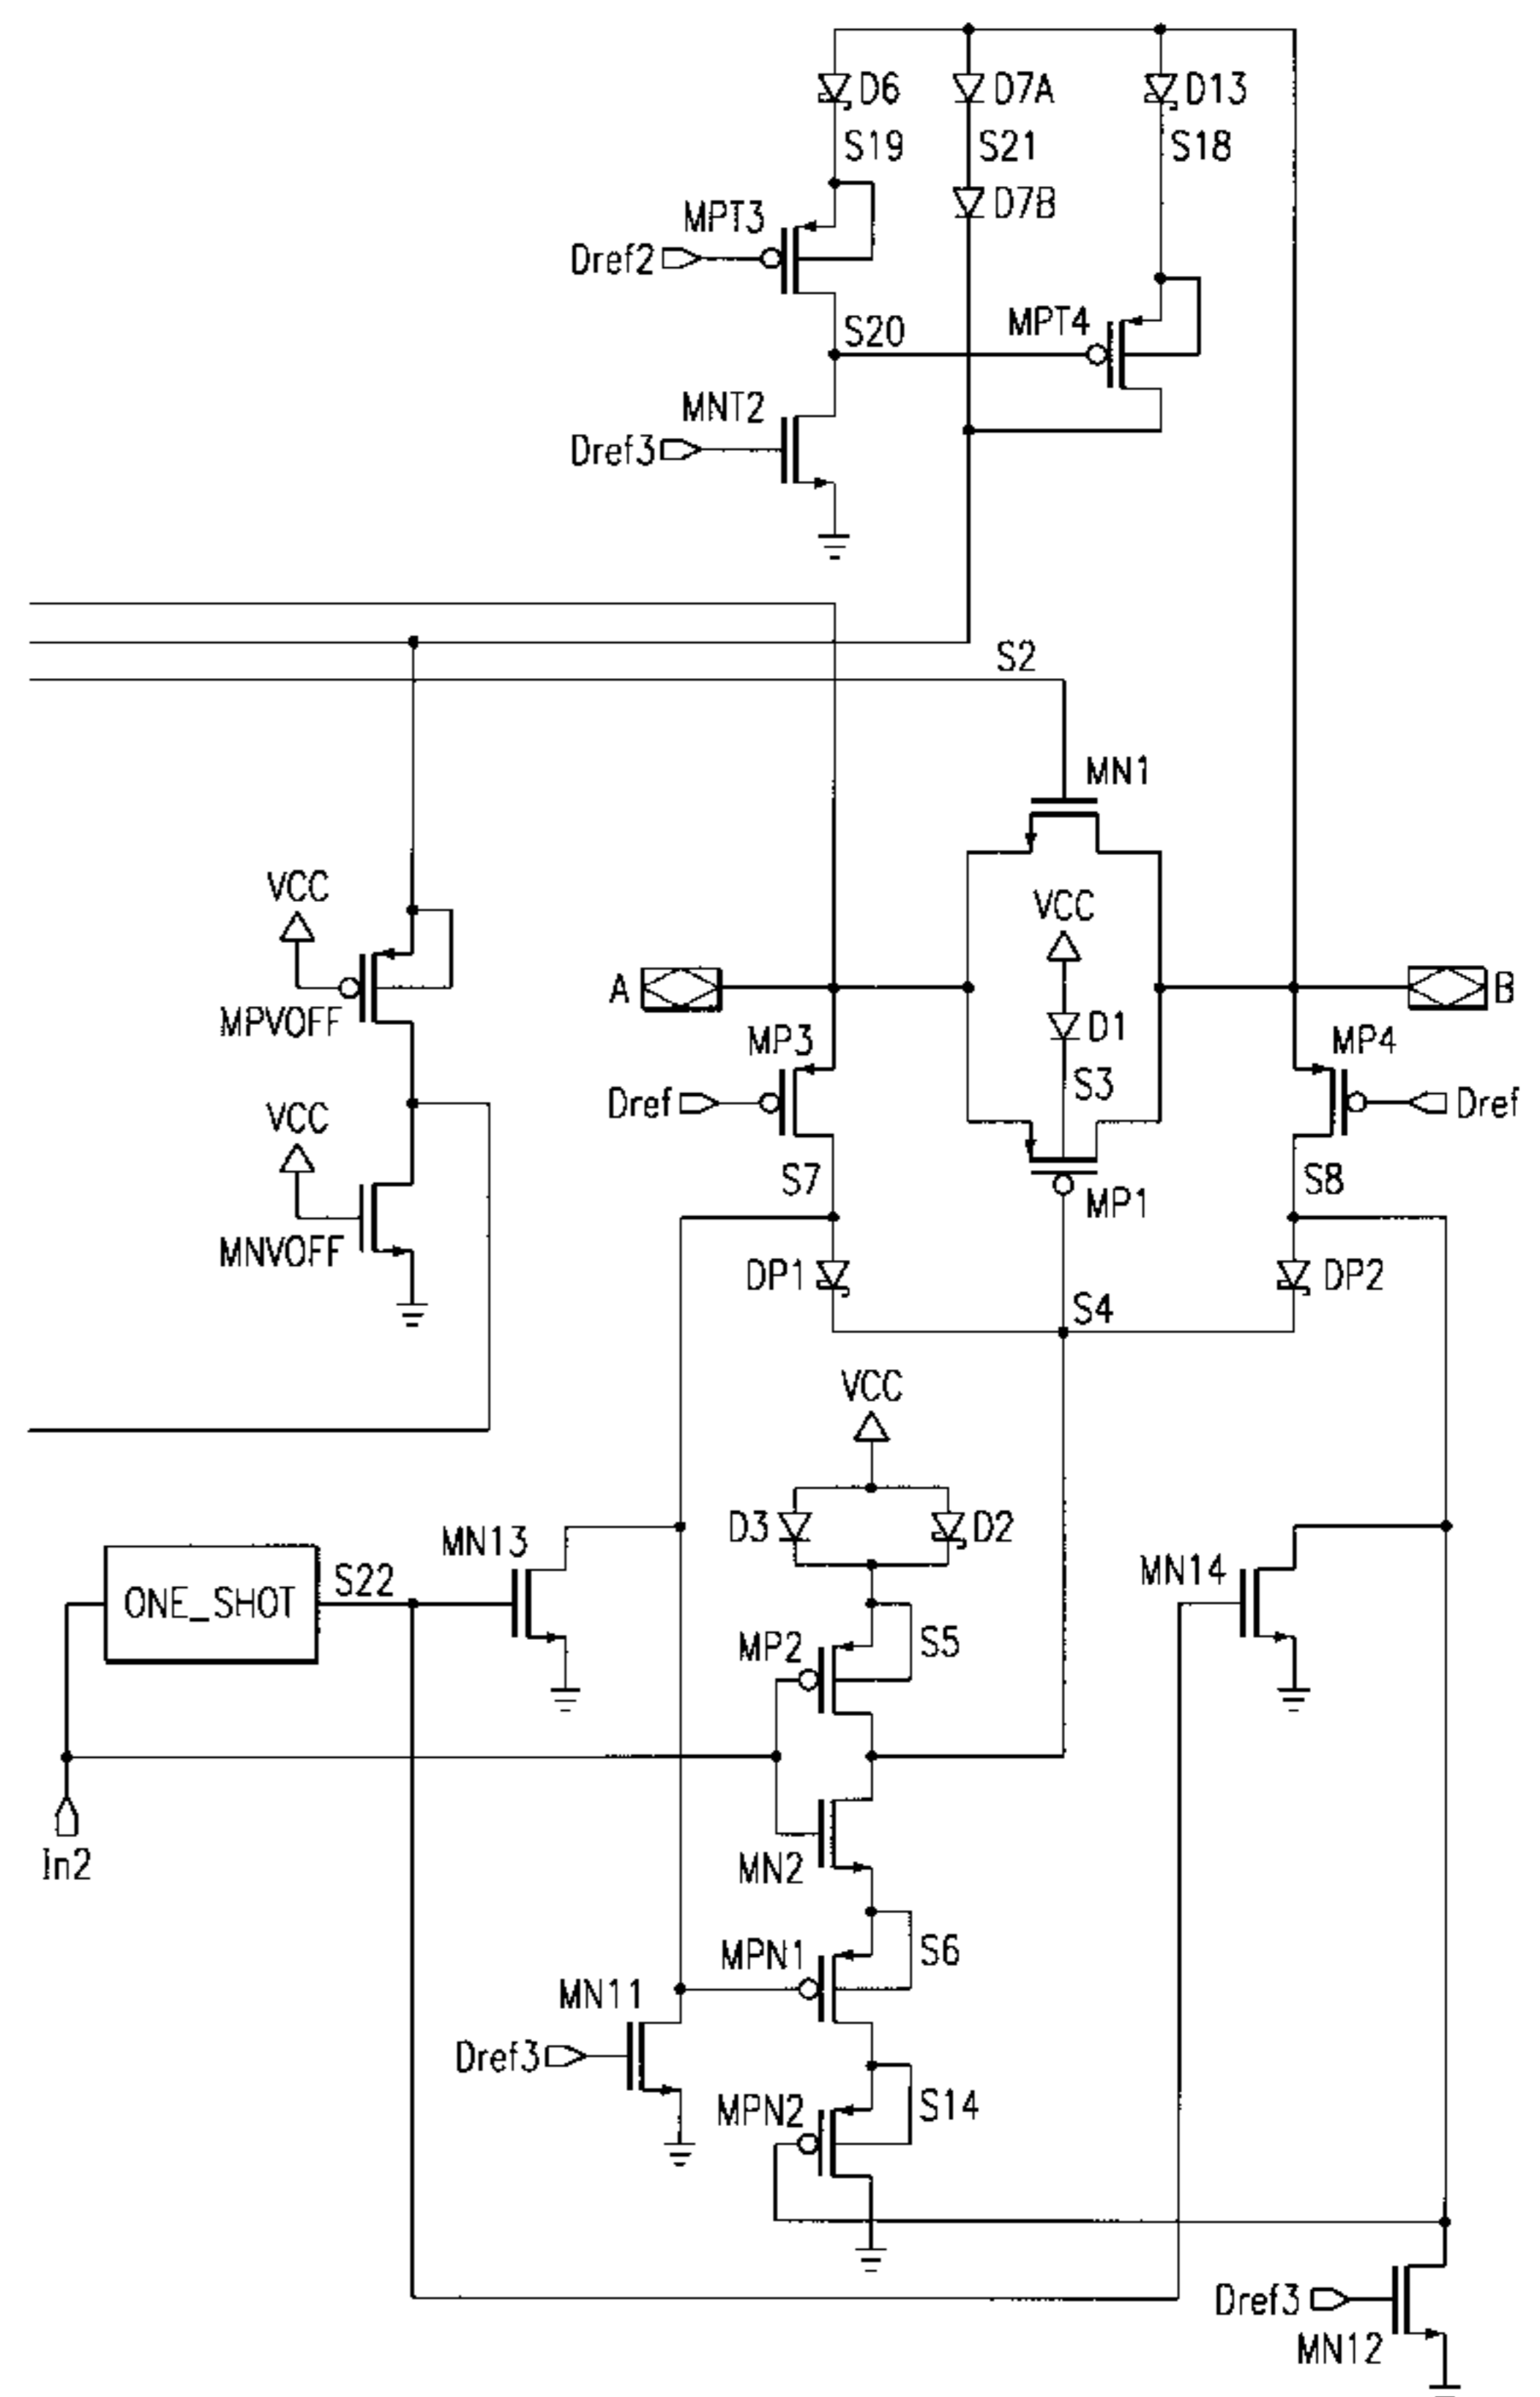 D6
D7A
D13
S19
S21
S18
MPT3
D7B
Dref2
S20
MPT4
MNT2
Dref3
S2
MN1
VCC
VCC
A
B
MPVOFF
D1
MP3
MP4
VCC
Dref
S3
Dref
S7
MP1
S8
MNVOFF
DP1
DP2
S4
VCC
D3
D2
MN13
S22
ONE_SHOT
MN14
MP2
S5
In2
MN2
MPN1
S6
MN11
Dref3
MPN2
S14
Dref3
MN12